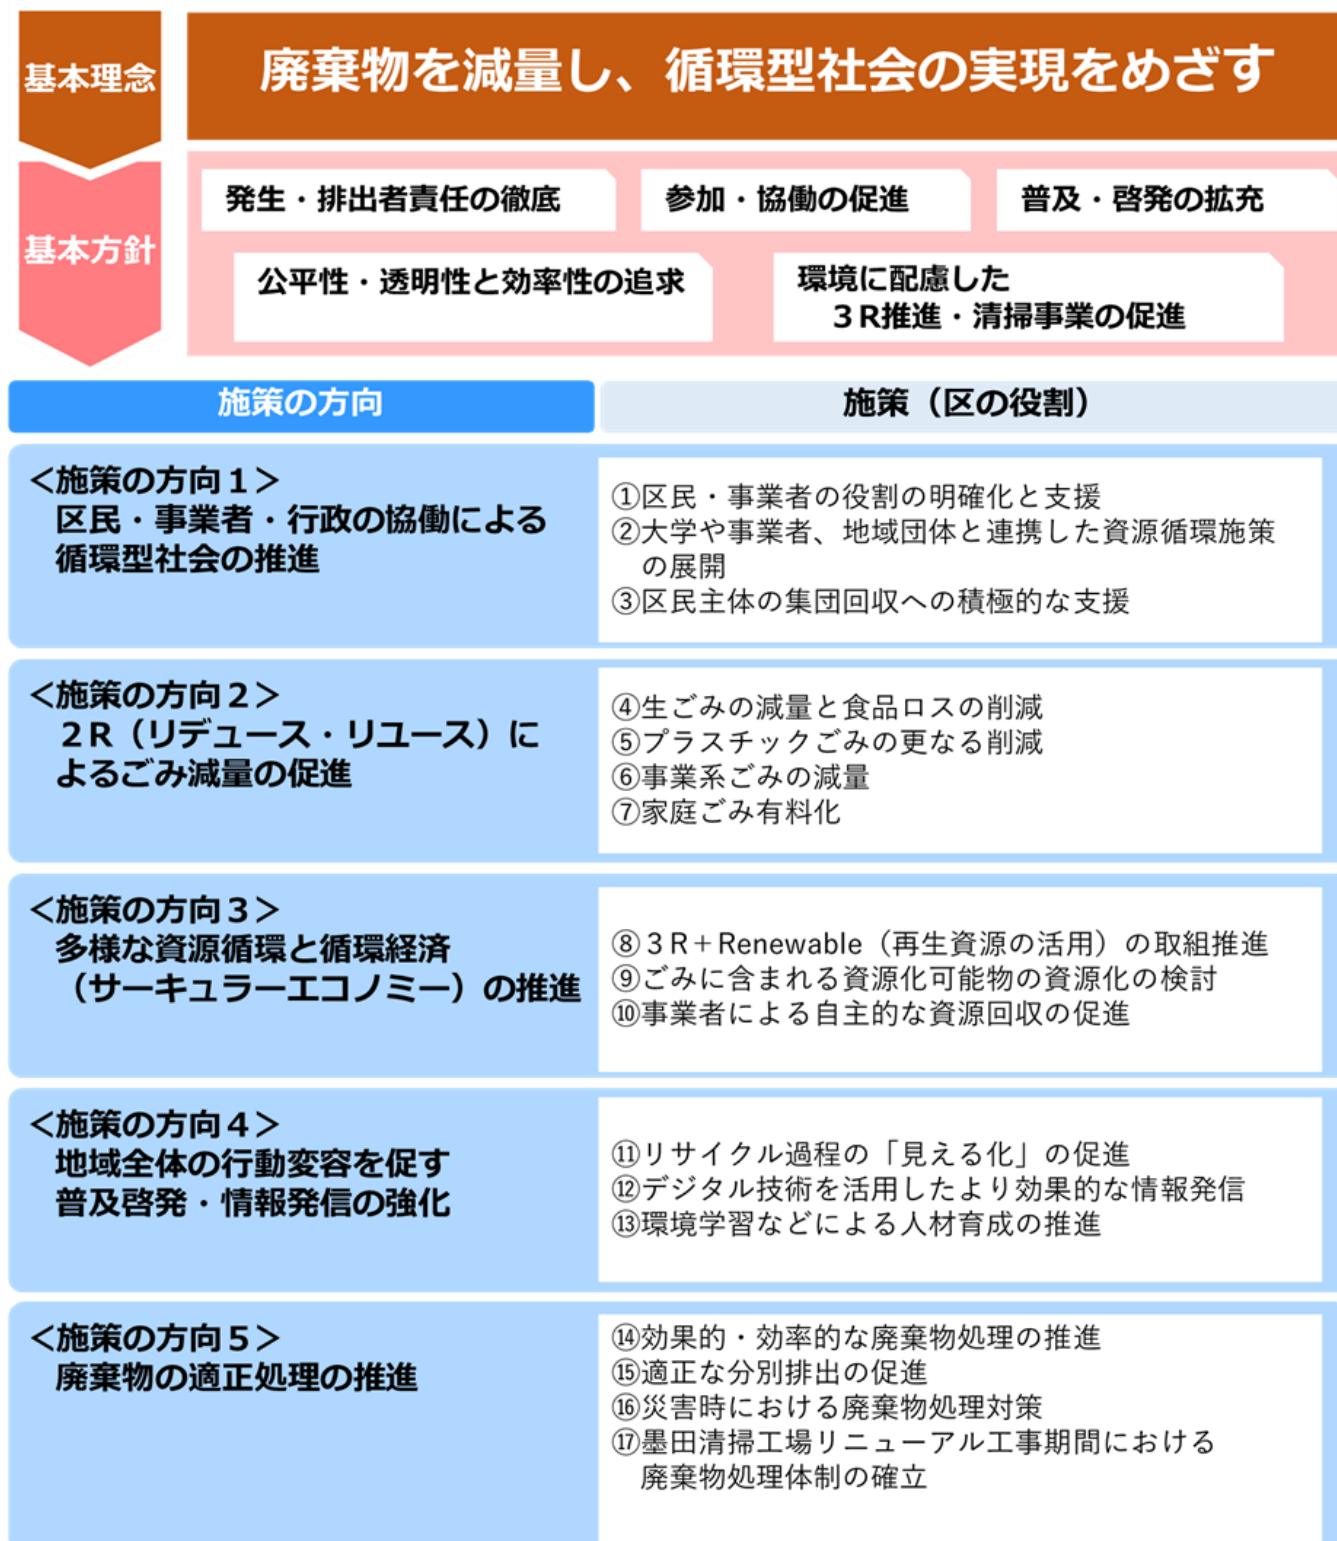 基本理念
廃棄物を減量し、循環型社会の実現をめざす
基本方針
発生・排出者責任の徹底
参加・協働の促進
普及・啓発の拡充
公平性・透明性と効率性の追求
環境に配慮した
３R推進・清掃事業の促進
施策の方向
施策（区の役割）
＜施策の方向１＞
区民・事業者・行政の協働による
循環型社会の推進
①区民・事業者の役割の明確化と支援
②大学や事業者、地域団体と連携した資源循環施策
の展開
③区民主体の集団回収への積極的な支援
＜施策の方向２＞
２R（リデュース・リユース）に
よるごみ減量の促進
④生ごみの減量と食品ロスの削減
⑤プラスチックごみの更なる削減
⑥事業系ごみの減量
⑦家庭ごみ有料化
＜施策の方向３＞
多様な資源循環と循環経済
（サーキュラーエコノミー）の推進
⑧３R＋Renewable（再生資源の活用）の取組推進
⑨ごみに含まれる資源化可能物の資源化の検討
⑩事業者による自主的な資源回収の促進
＜施策の方向４＞
地域全体の行動変容を促す
普及啓発・情報発信の強化
⑪リサイクル過程の「見える化」の促進
⑫デジタル技術を活用したより効果的な情報発信
⑬環境学習などによる人材育成の推進
＜施策の方向５＞
廃棄物の適正処理の推進
⑭効果的・効率的な廃棄物処理の推進
⑮適正な分別排出の促進
⑯災害時における廃棄物処理対策
⑰墨田清掃工場リニューアル工事期間における
廃棄物処理体制の確立